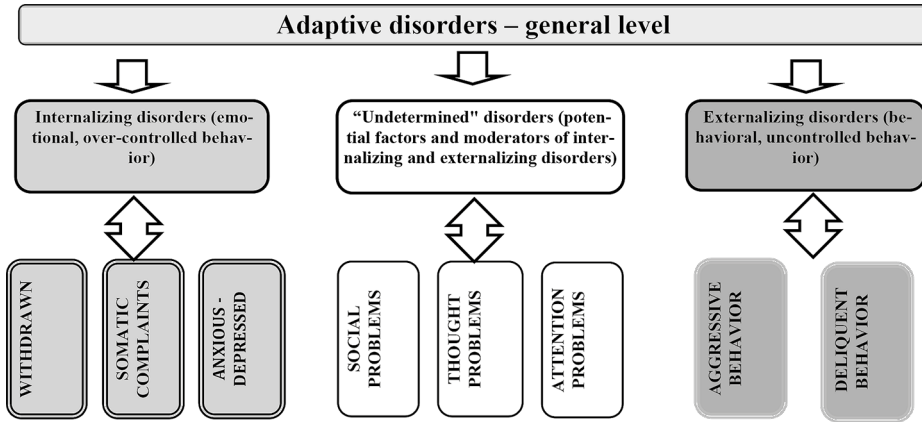 Adaptive disorders – general level
Internalizing disorders (emo-
tional, over-controlled behav-
ior)
“Undetermined" disorders (poten-
tial factors and moderators of inter-
nalizing and externalizing disorders)
Externalizing disorders (be-
havioral, uncontrolled behav-
ior)
WITHDRAWN
SOMATIC
COMPLAINTS
ANXIOUS -
DEPRESSED
SOCIAL
PROBLEMS
THOUGHT
PROBLEMS
ATTENTION
PROBLEMS
AGGRESSIVE
BEHAVIOR
DELIQUENT
BEHAVIOR